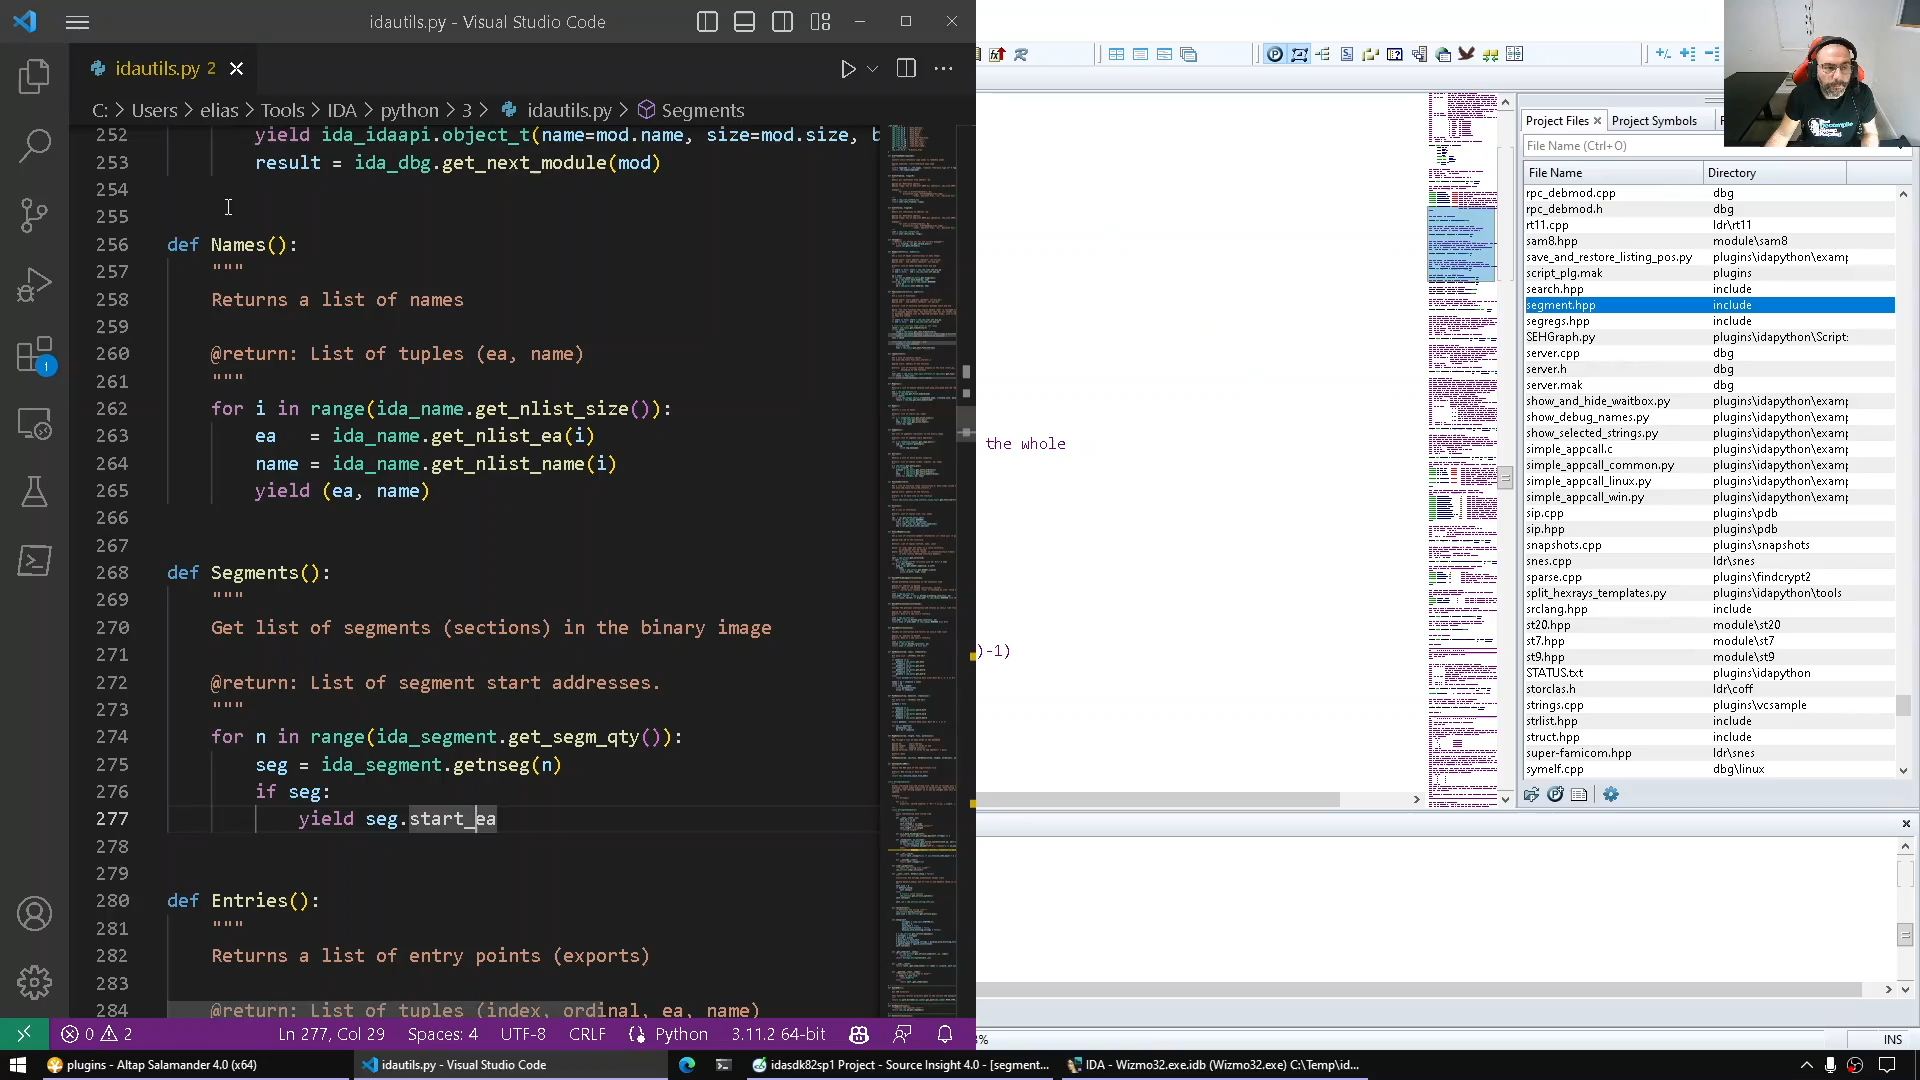 idautils.py - Visual Studio Code
idautils.py 2
C: > Users > elias > Tools > IDA > python > 3 > idautils.py > Segments
252 yield ida_idaapi.object_t(name=mod.name, size=mod.size, b
253 result = ida_dbg.get_next_module(mod)
254
255
256 def Names():
257 """
258 Returns a list of names
259
260 @return: List of tuples (ea, name)
261 """
262 for i in range(ida_name.get_nlist_size()):
263 ea   = ida_name.get_nlist_ea(i)
264 name = ida_name.get_nlist_name(i)
265 yield (ea, name)
266
267
268 def Segments():
269 """
270 Get list of segments (sections) in the binary image
271
272 @return: List of segment start addresses.
273 """
274 for n in range(ida_segment.get_segm_qty()):
275 seg = ida_segment.getnseg(n)
276 if seg:
277 yield seg.start_ea
278
279
280 def Entries():
281 """
282 Returns a list of entry points (exports)
283
284 @return: List of tuples (index, ordinal, ea, name)
1
0 2 Ln 277, Col 29 Spaces: 4 UTF-8 CRLF Python 3.11.2 64-bit
the whole
)-1)
Project Files Project Symbols
File Name (Ctrl+O)
File Name Directory
rpc_debmod.cpp dbg
rpc_debmod.h dbg
rt11.cpp ldr\rt11
sam8.hpp module\sam8
save_and_restore_listing_pos.py plugins\idapython\examp
script_plg.mak plugins
search.hpp include
segment.hpp include
segregs.hpp include
SEHGraph.py plugins\idapython\Script:
server.cpp dbg
server.h dbg
server.mak dbg
show_and_hide_waitbox.py plugins\idapython\examp
show_debug_names.py plugins\idapython\examp
show_selected_strings.py plugins\idapython\examp
simple_appcall.c plugins\idapython\examp
simple_appcall_common.py plugins\idapython\examp
simple_appcall_linux.py plugins\idapython\examp
simple_appcall_win.py plugins\idapython\examp
sip.cpp plugins\pdb
sip.hpp plugins\pdb
snapshots.cpp plugins\snapshots
snes.cpp ldr\snes
sparse.cpp plugins\findcrypt2
split_hexrays_templates.py plugins\idapython\tools
srclang.hpp include
st20.hpp module\st20
st7.hpp module\st7
st9.hpp module\st9
STATUS.txt plugins\idapython
storclas.h ldr\coff
strings.cpp plugins\vcsample
strlist.hpp include
struct.hpp include
super-famicom.hpp ldr\snes
symelf.cpp dbg\linux
INS
plugins - Altap Salamander 4.0 (x64)
idautils.py - Visual Studio Code
idasdk82sp1 Project - Source Insight 4.0 - [segment...
IDA - Wizmo32.exe.idb (Wizmo32.exe) C:\Temp\id...